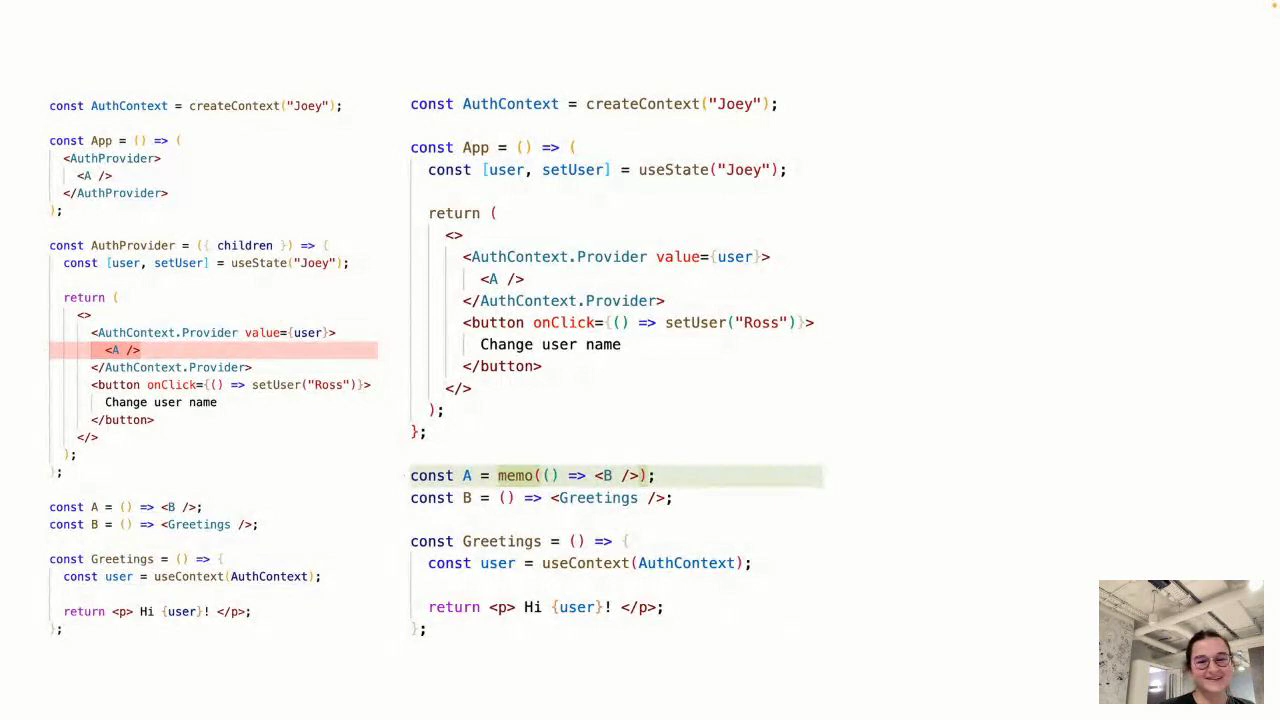 const AuthContext = createContext("Joey");
const App = () => (
<AuthProvider>
<A />
</AuthProvider>
);
const AuthProvider = ({ children }) => {
const [user, setUser] = useState("Joey");
return (
<>
<AuthContext.Provider value={user}>
<A />
</AuthContext.Provider>
<button onClick={() => setUser("Ross")}>
Change user name
</button>
</>
);
};
const A = () => <B />;
const B = () => <Greetings />;
const Greetings = () => {
const user = useContext(AuthContext);
return <p> Hi {user}! </p>;
};
const AuthContext = createContext("Joey");
const App = () => (
const [user, setUser] = useState("Joey");
return (
<>
<AuthContext.Provider value={user}>
<A />
</AuthContext.Provider>
<button onClick={() => setUser("Ross")}>
Change user name
</button>
</>
);
};
const A = memo(() => <B />);
const B = () => <Greetings />;
const Greetings = () => {
const user = useContext(AuthContext);
return <p> Hi {user}! </p>;
};